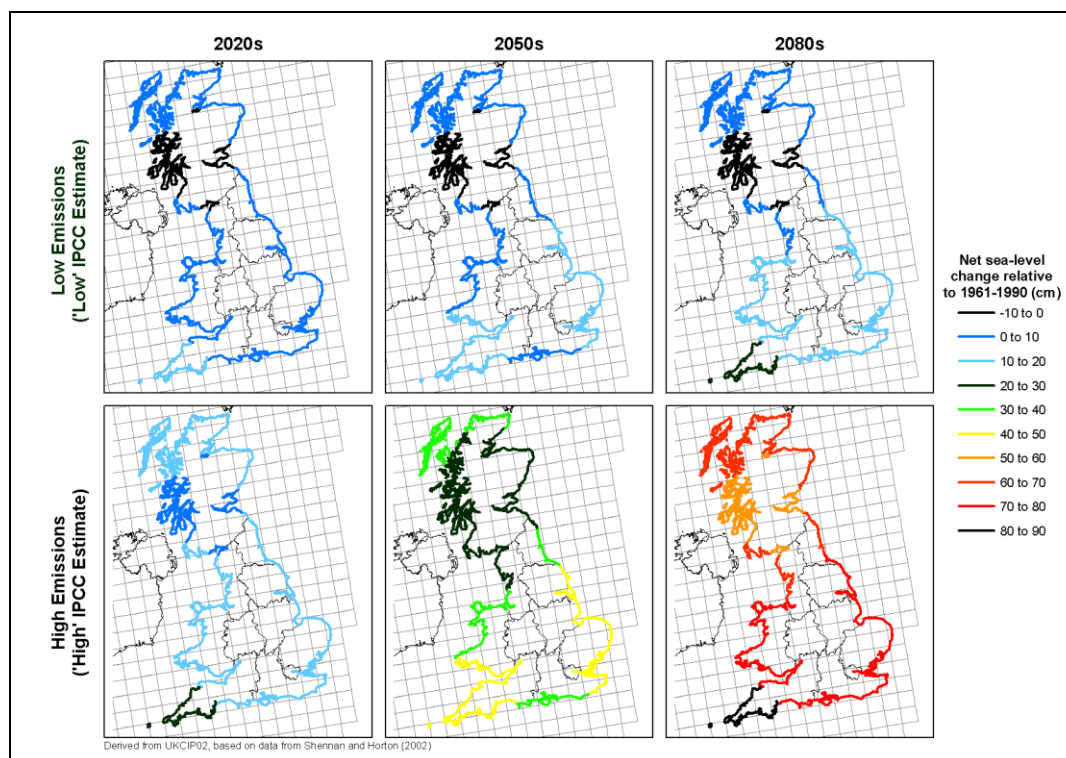 2020s
2050s
2080s
Low Emissions
('Low' IPCC Estimate)
High Emissions
('High' IPCC Estimate)
Net sea-level
change relative
to 1961-1990 (cm)
-10 to 0
0 to 10
10 to 20
20 to 30
30 to 40
40 to 50
50 to 60
60 to 70
70 to 80
80 to 90
Derived from UKCIP02, based on data from Shennan and Horton (2002)